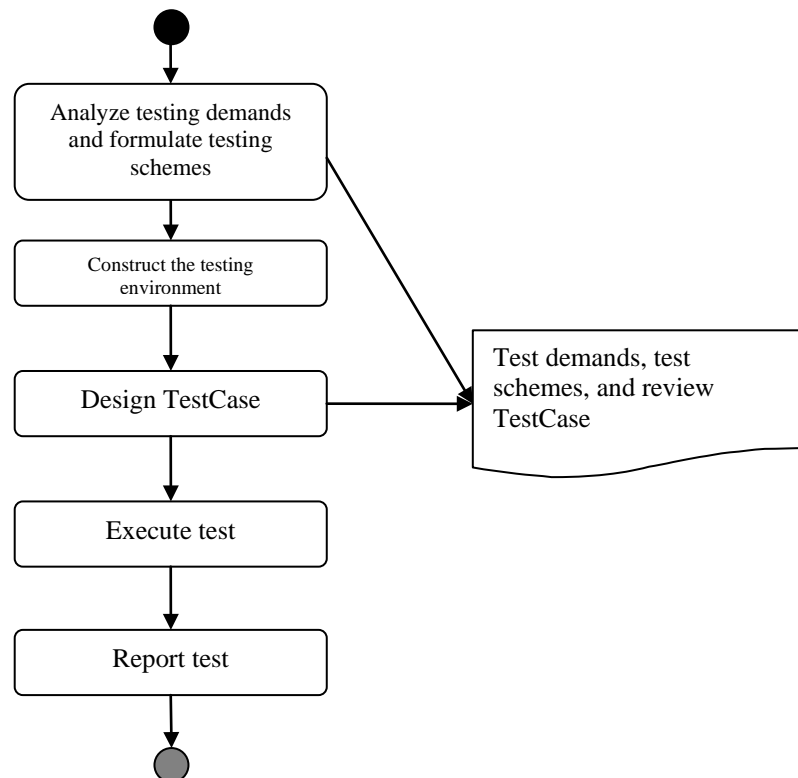 Analyze testing demands
and formulate testing
schemes
Construct the testing
environment
Design TestCase
Test demands, test
schemes, and review
TestCase
Execute test
Report test